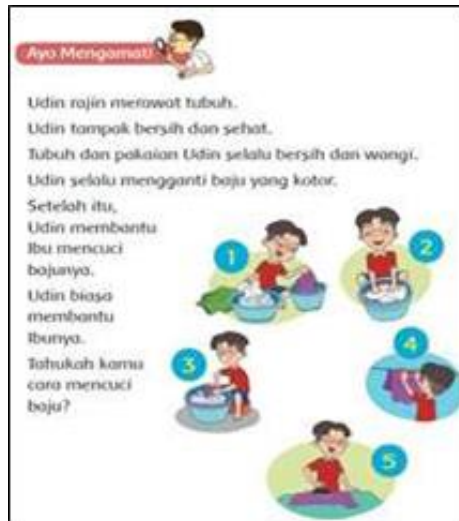 Ayo Mengamati
Udin rajin merawat tubuh.
Udin tampak bersih dan sehat.
Tubuh dan pakaian Udin selalu bersih dan wangi.
Udin selalu mengganti baju yang kotor.
Setelah itu,
Udin membantu
Ibu mencuci
bajunya.
Udin biasa
membantu
Ibunya.
Tahukah kamu
cara mencuci
baju?
1
2
3
4
5